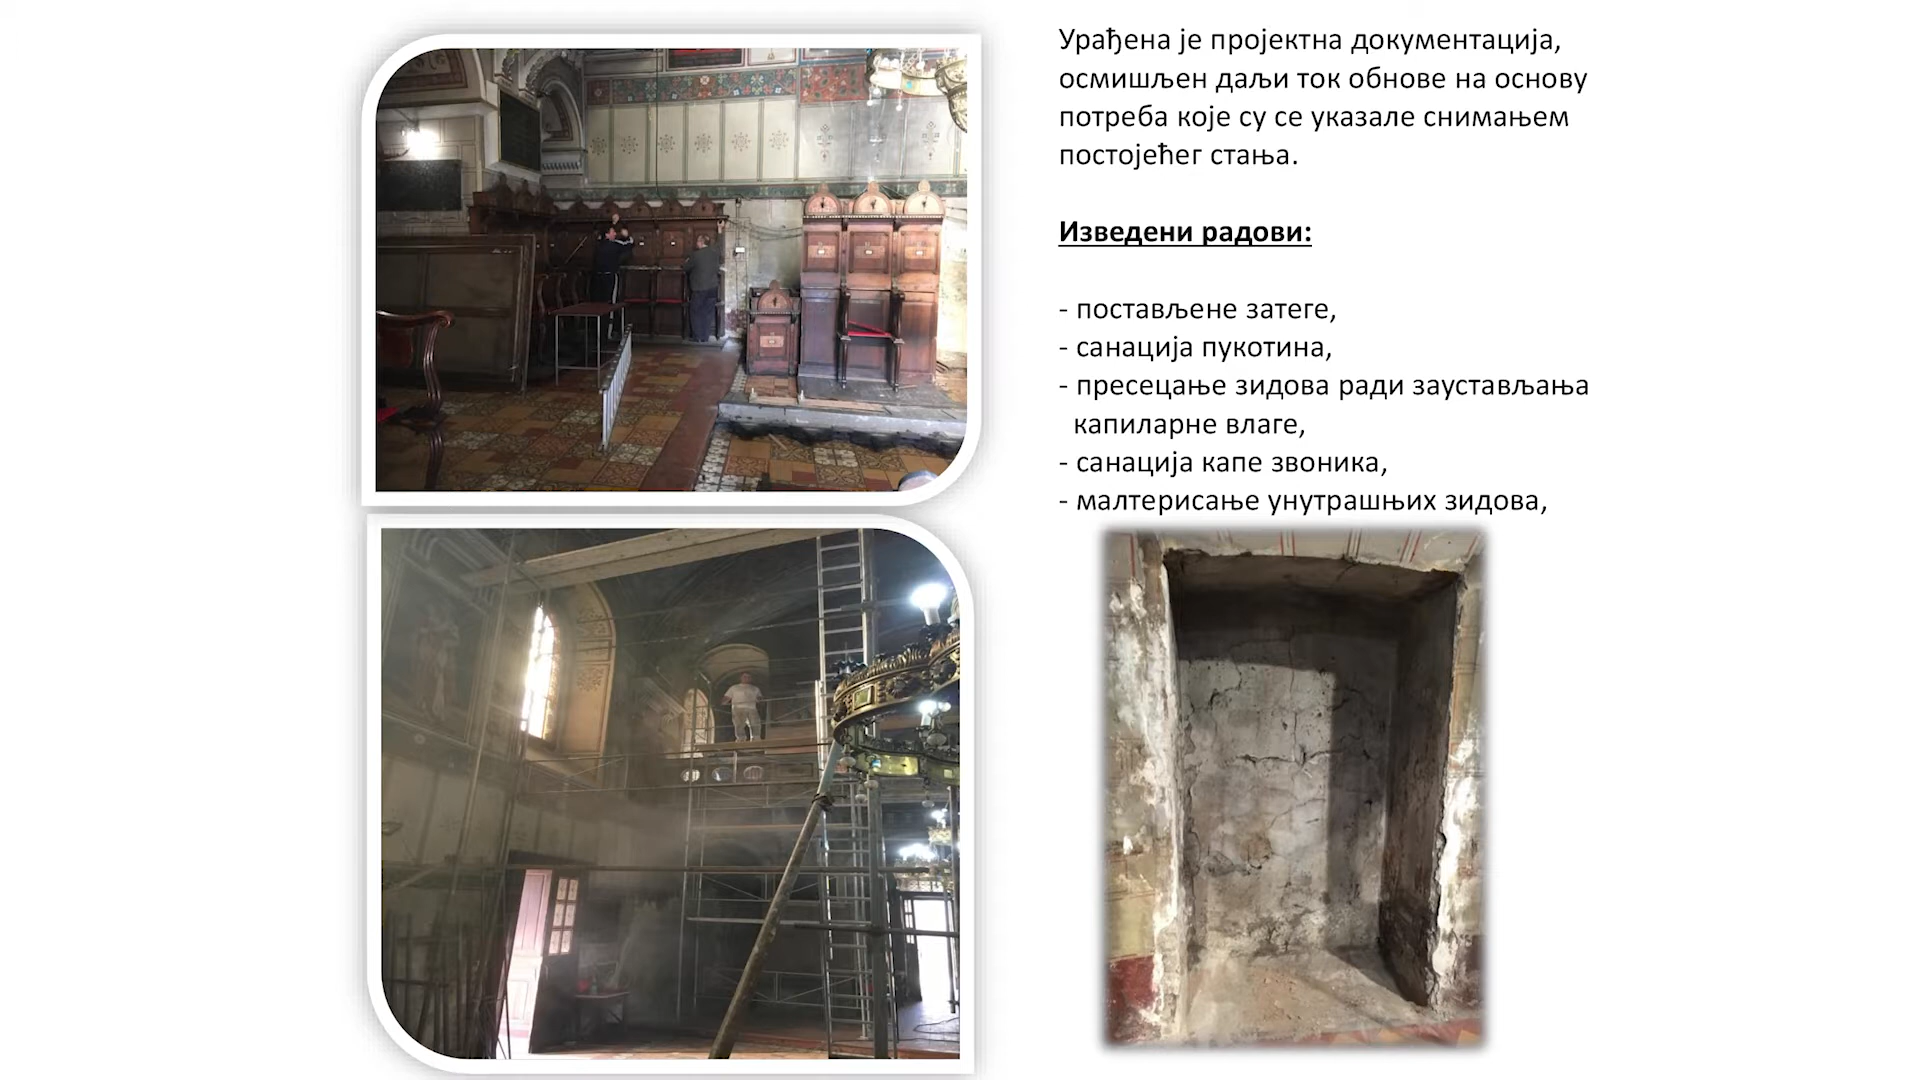 Урађена је пројектна документација,
осмишљен даљи ток обнове на основу
потреба које су се указале снимањем
постојећег стања.
Изведени радови:
- постављене затеге,
- санација пукотина,
- пресецање зидова ради заустављања
капиларне влаге,
- санација капе звоника,
- малтерисање унутрашњих зидова,